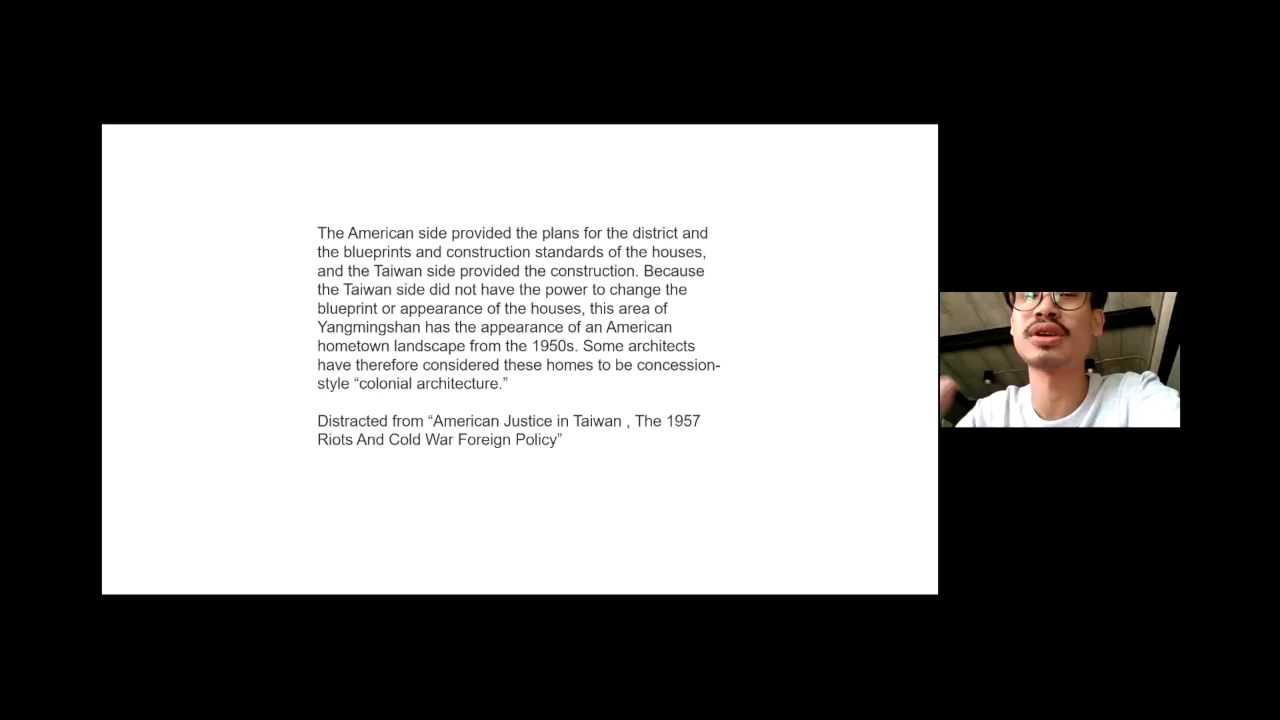 The American side provided the plans for the district and
the blueprints and construction standards of the houses,
and the Taiwan side provided the construction. Because
the Taiwan side did not have the power to change the
blueprint or appearance of the houses, this area of
Yangmingshan has the appearance of an American
hometown landscape from the 1950s. Some architects
have therefore considered these homes to be concession-
style “colonial architecture.”
Distracted from “American Justice in Taiwan , The 1957
Riots And Cold War Foreign Policy”